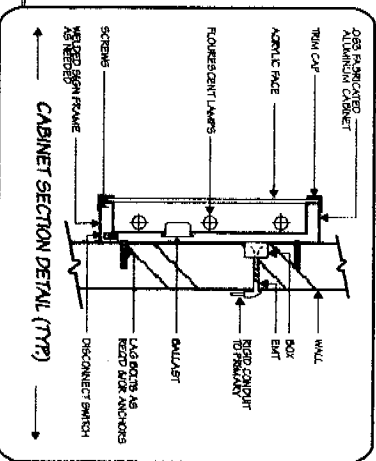 .063 FABRICATED
ALUMINUM CABINET
TRIM CAP
ACRYLIC FACE
FLOURESCENT LAMPS
SCREWS
WELDED SIGN FRAME
AS NEEDED
WALL
BOX
EMT
RIGID CONDUIT
TO PRIMARY
BALLAST
LAG BOLTS AS
REQ'D &/OR ANCHORS
DISCONNECT SWITCH
CABINET SECTION DETAIL (TYP.)